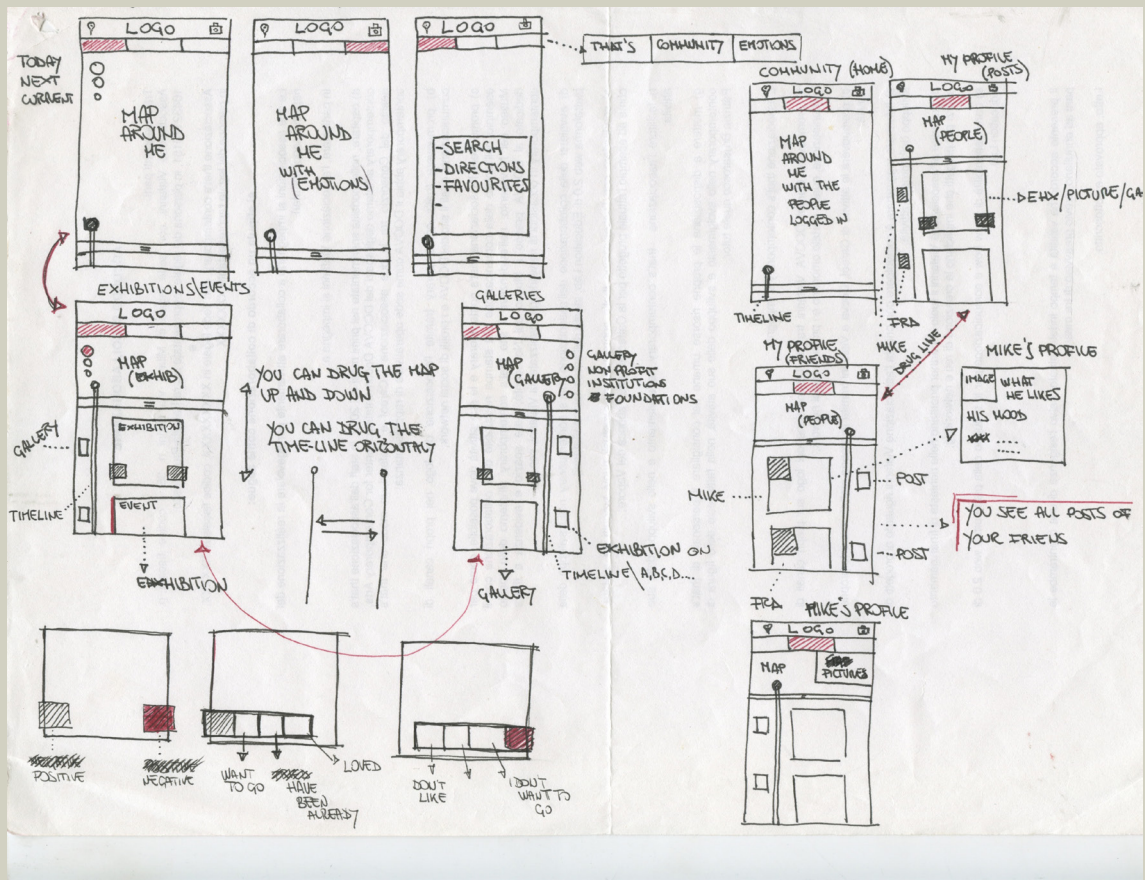 LOGO
TODAY
NEXT
CURRENT
MAP
AROUND
ME
LOGO
MAP
AROUND
ME
WITH
EMOTIONS
LOGO
-SEARCH
-DIRECTIONS
-FAVOURITES
-
THAT'S
COMMUNITY
EMOTIONS
COMMUNITY (HOME)
LOGO
MAP
AROUND
ME
WITH THE
PEOPLE
LOGGED IN
TIMELINE
MY PROFILE
(POSTS)
LOGO
MAP
(PEOPLE)
MIKE
FRA
DRUG LINE
EXHIBITIONS\EVENTS
LOGO
MAP
(EXHIB)
EXHIBITION
EVENT
GALLERY
TIMELINE
EXHIBITION
YOU CAN DRUG THE MAP
UP AND DOWN
YOU CAN DRUG THE
TIME-LINE ORIZONTALY
GALLERIES
LOGO
MAP
(GALLERY)
GALLERY
NON PROFIT
INSTITUTIONS
FOUNDATIONS
EXHIBITION ON
TIMELINE\A,B,C,D...
GALLERY
MY PROFILE
(FRIENDS)
LOGO
MAP
(PEOPLE)
MIKE
POST
POST
FRA
MIKE'S PROFILE
IMAGE
WHAT
HE LIKES
HIS MOOD
YOU SEE ALL POSTS OF
YOUR FRIENS
MIKE'S PROFILE
LOGO
MAP
PICTURES
POSITIVE
NEGATIVE
WANT
TO GO
HAVE
BEEN
ALREADY
LOVED
DON'T
LIKE
I DON'T
WANT TO
GO